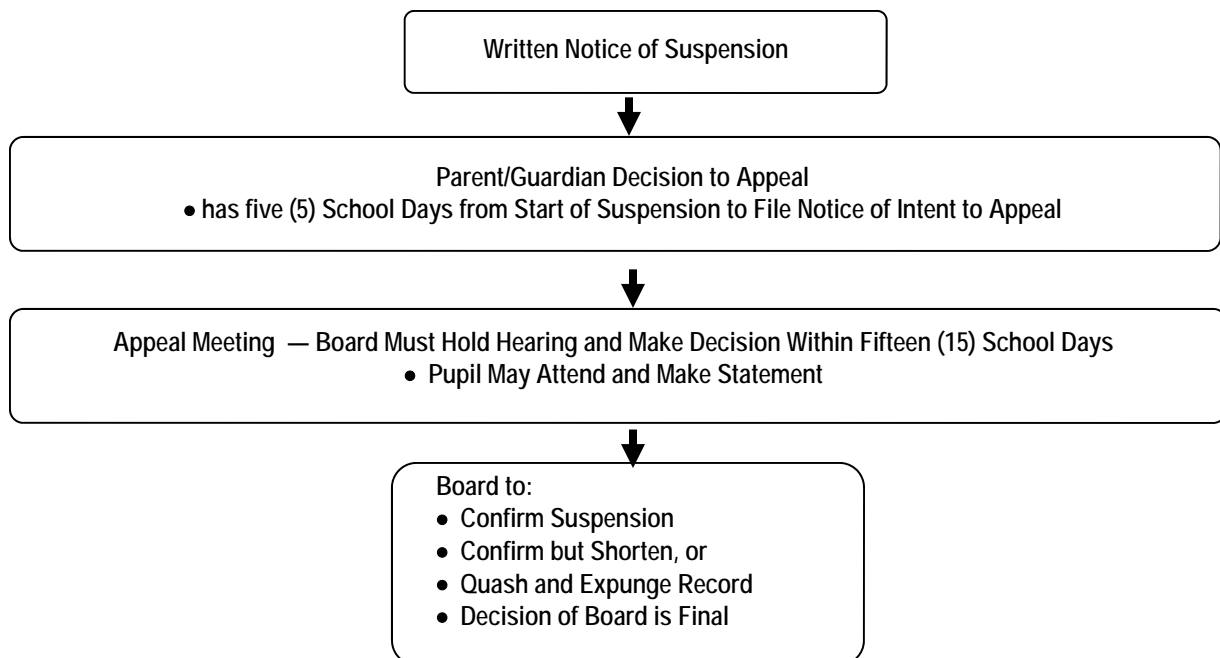 Written Notice of Suspension
Parent/Guardian Decision to Appeal
• has five (5) School Days from Start of Suspension to File Notice of Intent to Appeal
Appeal Meeting — Board Must Hold Hearing and Make Decision Within Fifteen (15) School Days
• Pupil May Attend and Make Statement
Board to:
• Confirm Suspension
• Confirm but Shorten, or
• Quash and Expunge Record
• Decision of Board is Final